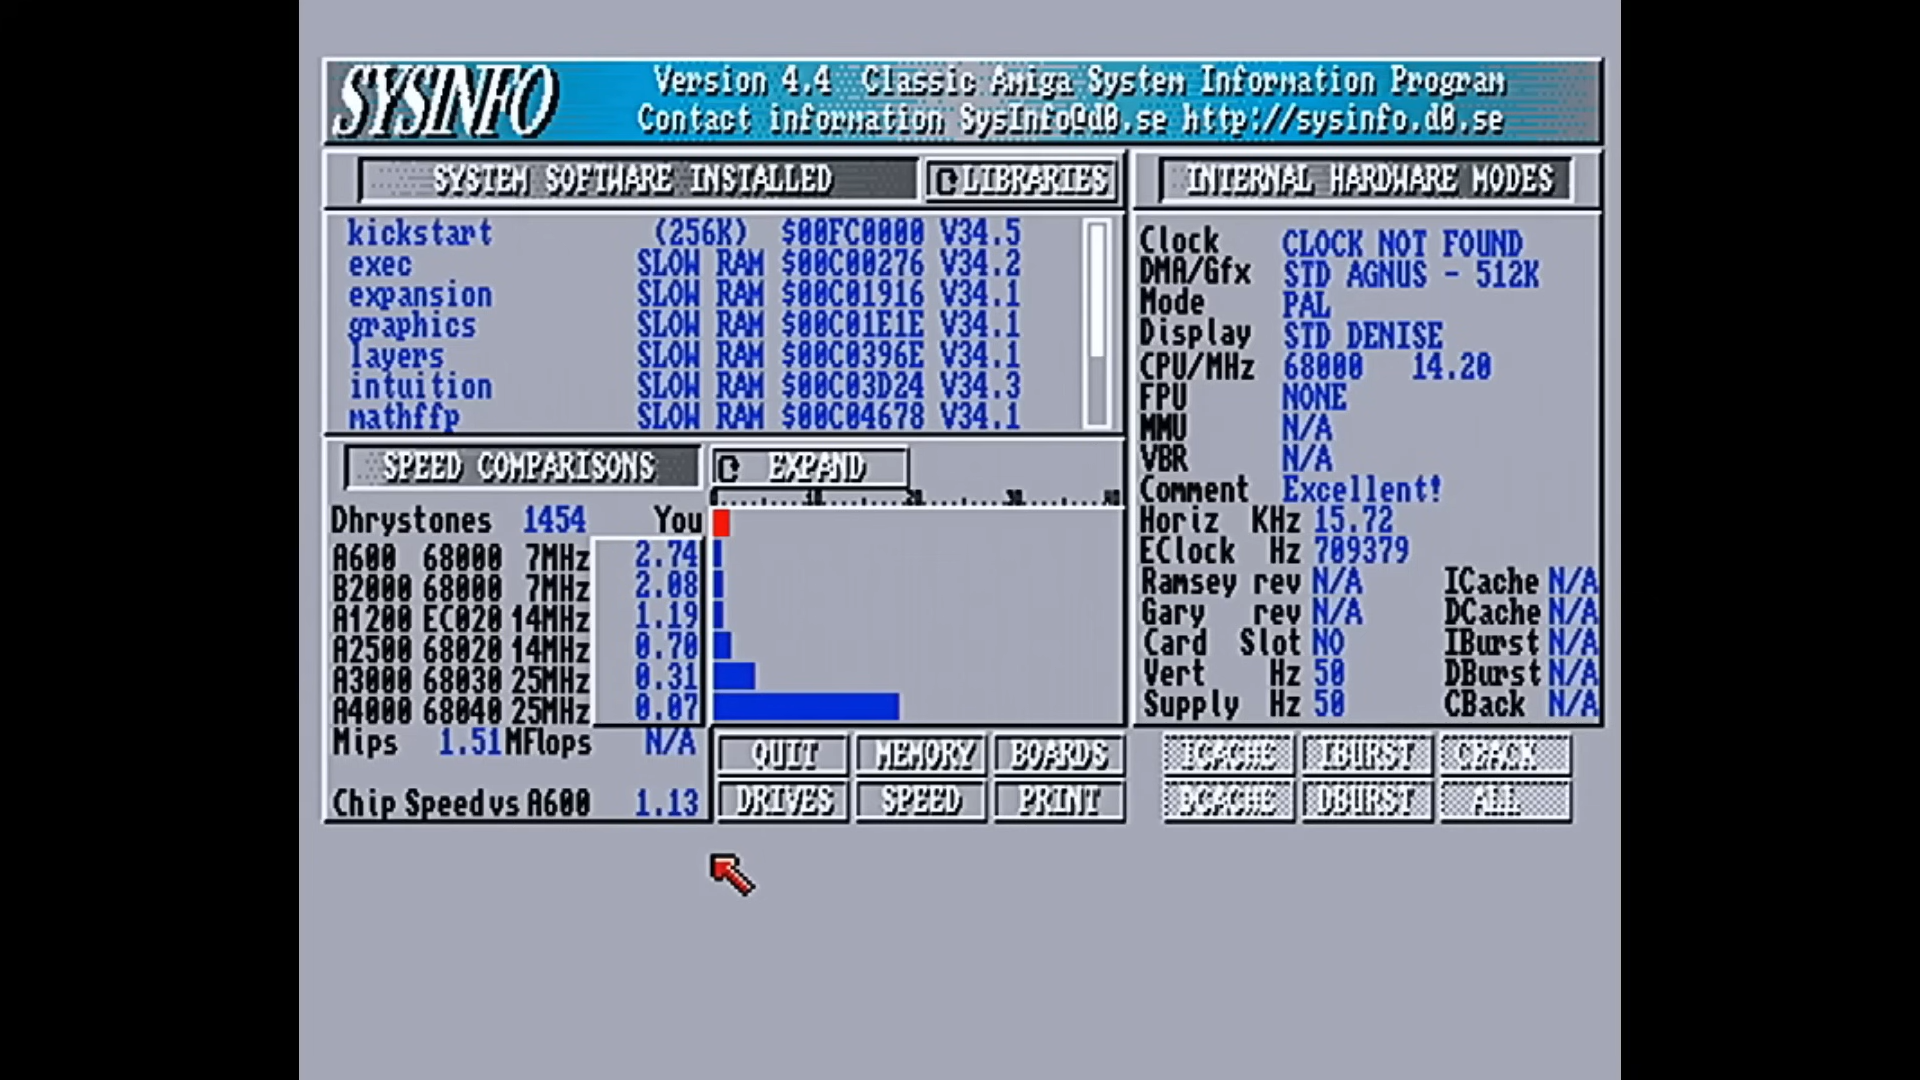 SYSINFO
Version 4.4 Classic Amiga System Information Program
Contact information SysInfo@d0.se http://sysinfo.d0.se
SYSTEM SOFTWARE INSTALLED LIBRARIES
kickstart (256K) $00FC0000 V34.5
exec SLOW RAM $00C00276 V34.2
expansion SLOW RAM $00C01916 V34.1
graphics SLOW RAM $00C01E1E V34.1
layers SLOW RAM $00C0396E V34.1
intuition SLOW RAM $00C03D24 V34.3
mathffp SLOW RAM $00C04678 V34.1
SPEED COMPARISONS EXPAND
0 10 20 30 40
Dhrystones 1454 You
A600 68000 7MHz 2.74
B2000 68000 7MHz 2.08
A1200 EC020 14MHz 1.19
A2500 68020 14MHz 0.70
A3000 68030 25MHz 0.31
A4000 68040 25MHz 0.07
Mips 1.51 MFlops N/A
Chip Speed vs A600 1.13
QUIT MEMORY BOARDS
DRIVES SPEED PRINT
INTERNAL HARDWARE MODES
Clock CLOCK NOT FOUND
DMA/Gfx STD AGNUS - 512K
Mode PAL
Display STD DENISE
CPU/MHz 68000 14.20
FPU NONE
MMU N/A
VBR N/A
Comment Excellent!
Horiz KHz 15.72
EClock Hz 709379
Ramsey rev N/A ICache N/A
Gary rev N/A DCache N/A
Card Slot NO IBurst N/A
Vert Hz 50 DBurst N/A
Supply Hz 50 CBack N/A
ICACHE IBURST CBACK
DCACHE DBURST ALL